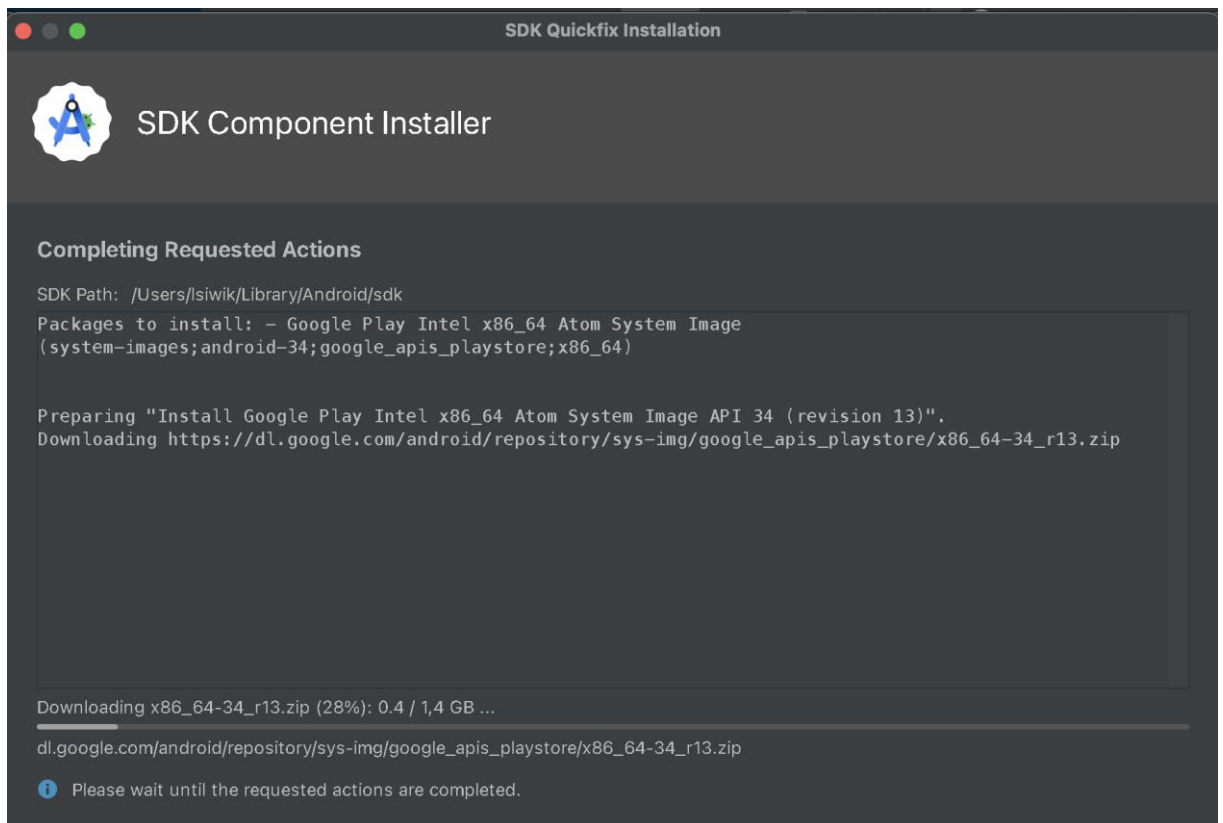 SDK Quickfix Installation
SDK Component Installer
Completing Requested Actions
SDK Path: /Users/lsiwik/Library/Android/sdk
Packages to install: – Google Play Intel x86_64 Atom System Image
(system-images;android-34;google_apis_playstore;x86_64)
Preparing "Install Google Play Intel x86_64 Atom System Image API 34 (revision 13)".
Downloading https://dl.google.com/android/repository/sys-img/google_apis_playstore/x86_64-34_r13.zip
Downloading x86_64-34_r13.zip (28%): 0.4 / 1,4 GB ...
dl.google.com/android/repository/sys-img/google_apis_playstore/x86_64-34_r13.zip
Please wait until the requested actions are completed.